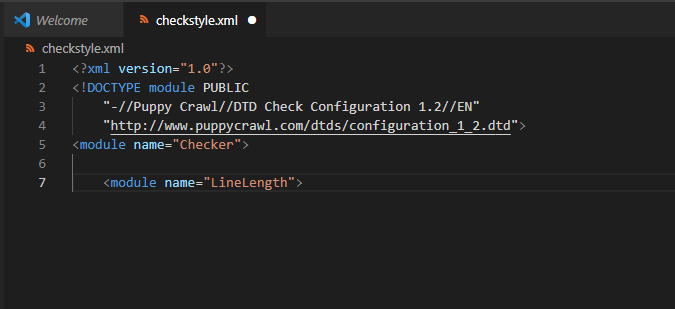 Welcome checkstyle.xml
checkstyle.xml
1 <?xml version="1.0"?>
2 <!DOCTYPE module PUBLIC
3 "-//Puppy Crawl//DTD Check Configuration 1.2//EN"
4 "http://www.puppycrawl.com/dtds/configuration_1_2.dtd">
5 <module name="Checker">
6
7 <module name="LineLength">